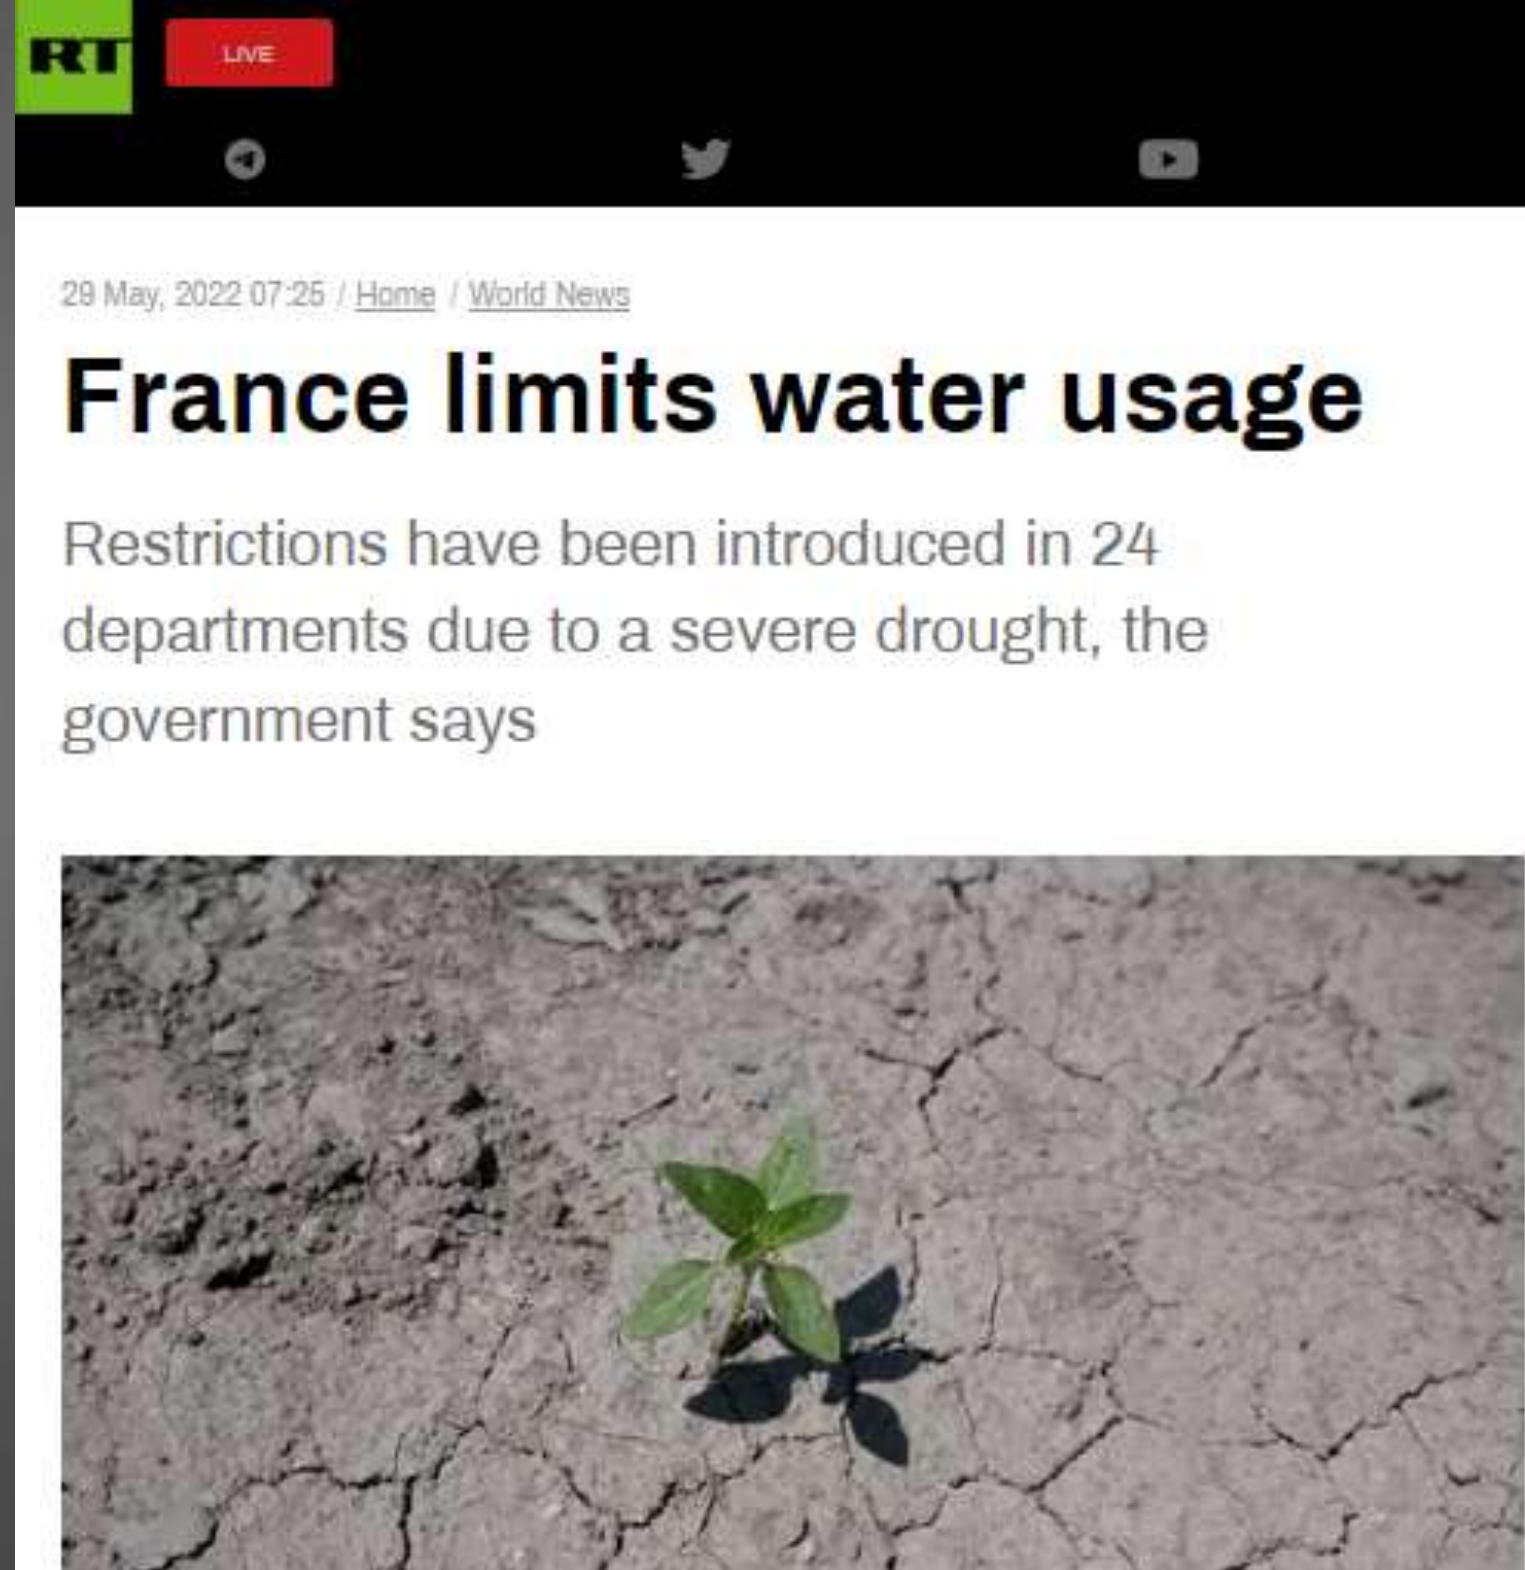 RT
LIVE
29 May, 2022 07:25 / Home / World News
France limits water usage
Restrictions have been introduced in 24
departments due to a severe drought, the
government says